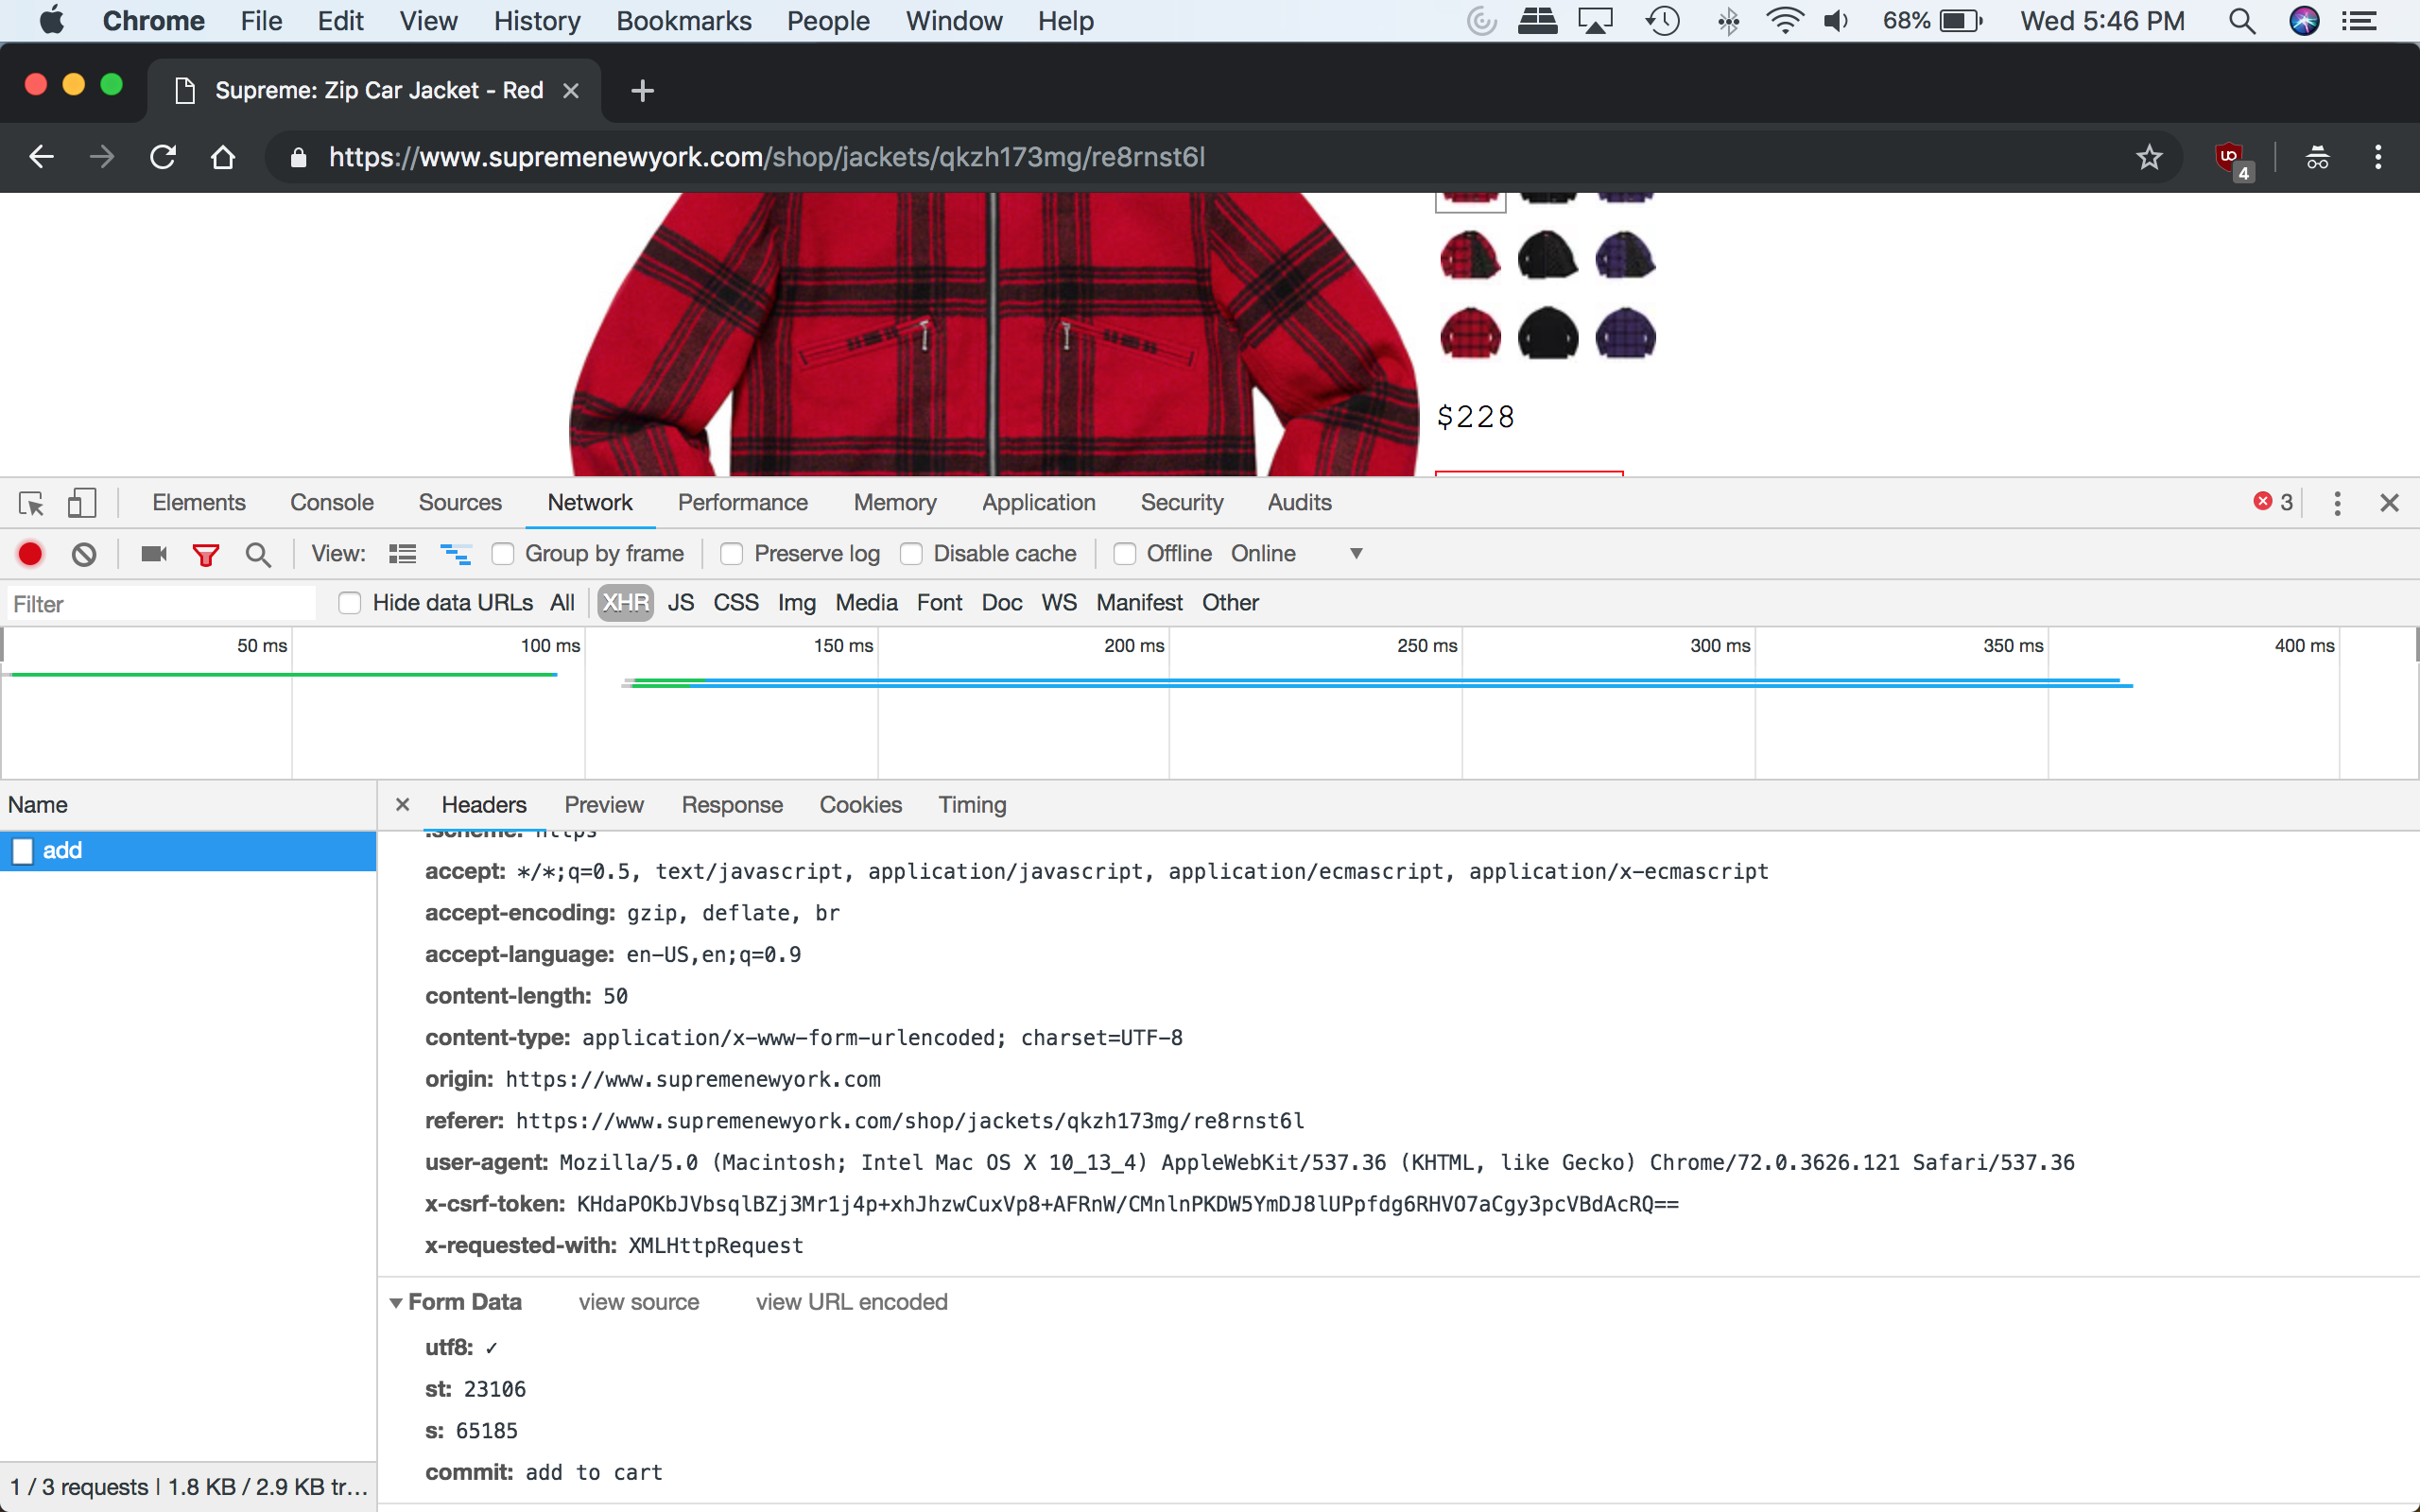 Chrome File Edit View History Bookmarks People Window Help 68% Wed 5:46 PM
Supreme: Zip Car Jacket - Red
https://www.supremenewyork.com/shop/jackets/qkzh173mg/re8rnst6l
4
$228
Elements Console Sources Network Performance Memory Application Security Audits 3
View: Group by frame Preserve log Disable cache Offline Online
Filter Hide data URLs All XHR JS CSS Img Media Font Doc WS Manifest Other
50 ms 100 ms 150 ms 200 ms 250 ms 300 ms 350 ms 400 ms
Name Headers Preview Response Cookies Timing
add
:scheme: https
accept: */*;q=0.5, text/javascript, application/javascript, application/ecmascript, application/x-ecmascript
accept-encoding: gzip, deflate, br
accept-language: en-US,en;q=0.9
content-length: 50
content-type: application/x-www-form-urlencoded; charset=UTF-8
origin: https://www.supremenewyork.com
referer: https://www.supremenewyork.com/shop/jackets/qkzh173mg/re8rnst6l
user-agent: Mozilla/5.0 (Macintosh; Intel Mac OS X 10_13_4) AppleWebKit/537.36 (KHTML, like Gecko) Chrome/72.0.3626.121 Safari/537.36
x-csrf-token: KHdaPOKbJVbsqlBZj3Mr1j4p+xhJhzwCuxVp8+AFRnW/CMnlnPKDW5YmDJ8lUPpfdg6RHVO7aCgy3pcVBdAcRQ==
x-requested-with: XMLHttpRequest
Form Data view source view URL encoded
utf8: ✓
st: 23106
s: 65185
commit: add to cart
1 / 3 requests | 1.8 KB / 2.9 KB tr...